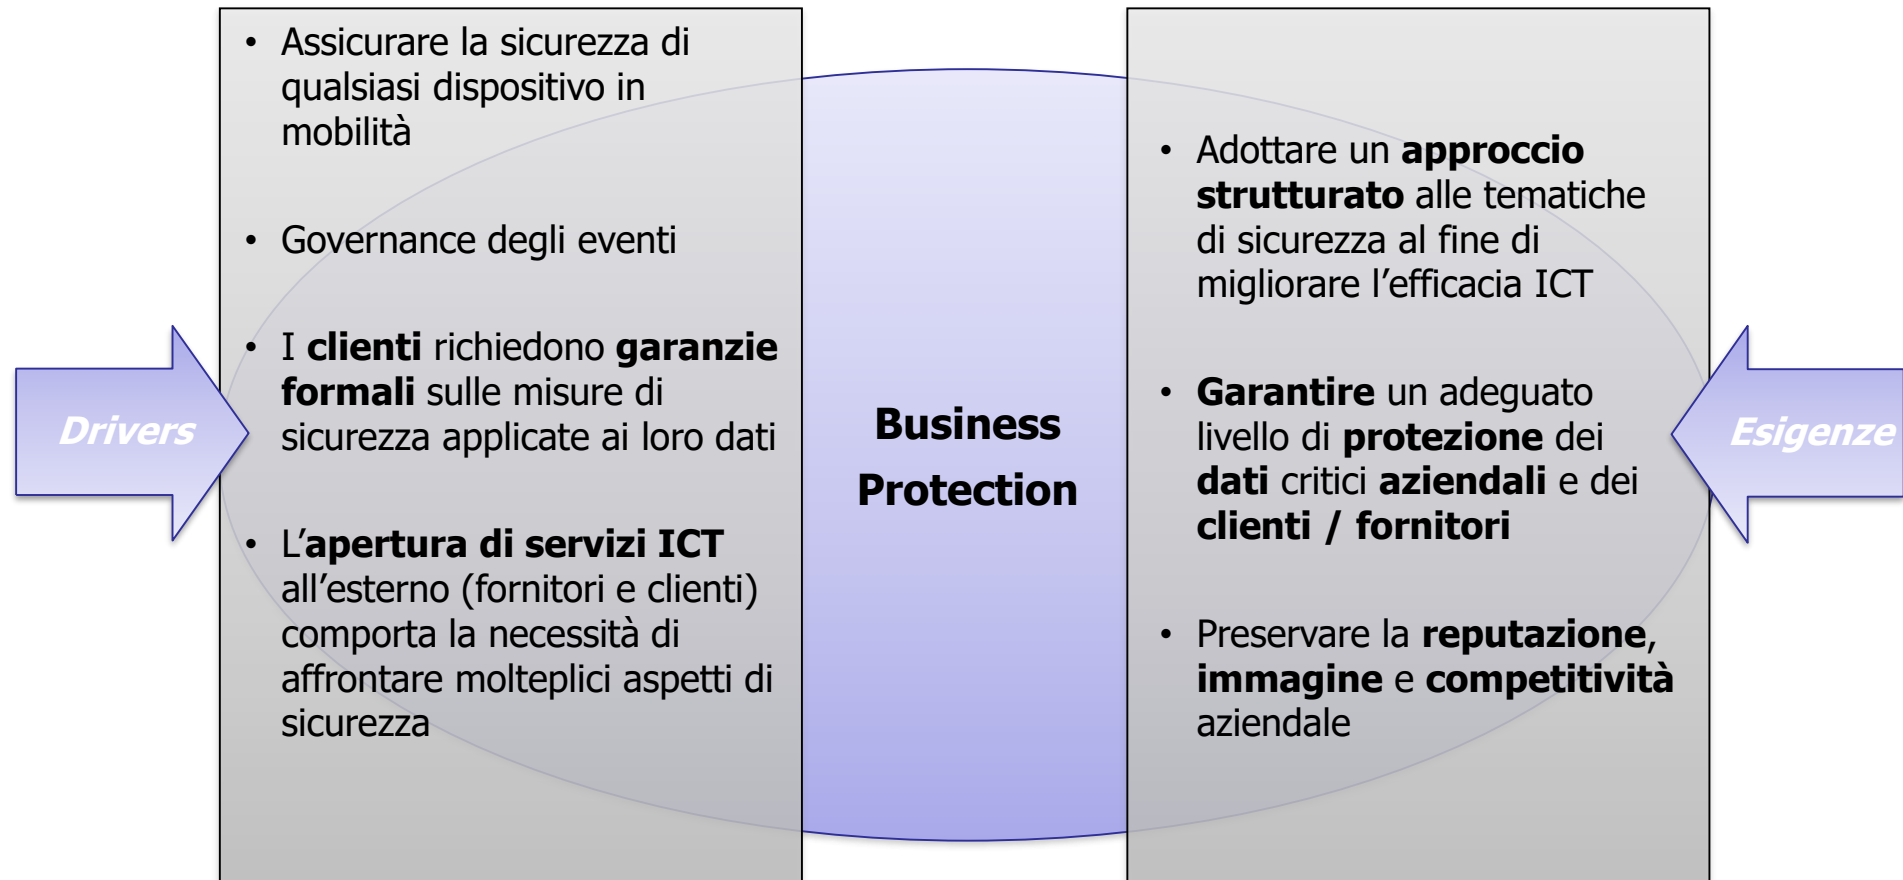 • Assicurare la sicurezza di
qualsiasi dispositivo in
mobilità
• Governance degli eventi
• I clienti richiedono garanzie
formali sulle misure di
sicurezza applicate ai loro dati
• L’apertura di servizi ICT
all’esterno (fornitori e clienti)
comporta la necessità di
affrontare molteplici aspetti di
sicurezza
Drivers
Business
Protection
• Adottare un approccio
strutturato alle tematiche
di sicurezza al fine di
migliorare l’efficacia ICT
• Garantire un adeguato
livello di protezione dei
dati critici aziendali e dei
clienti / fornitori
• Preservare la reputazione,
immagine e competitività
aziendale
Esigenze